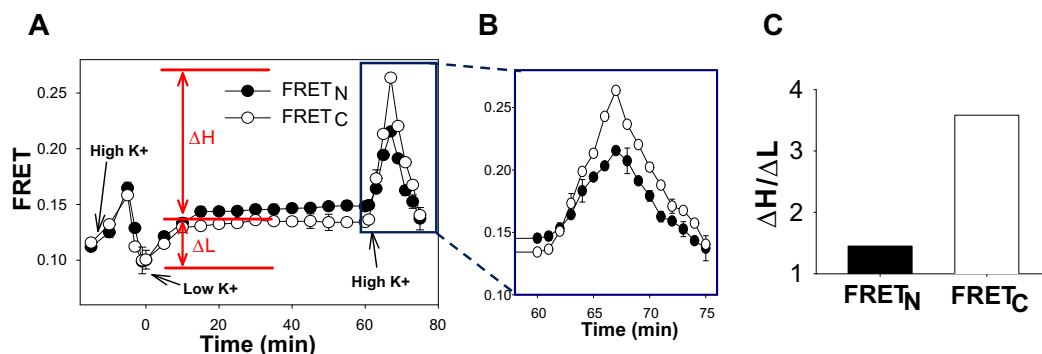 A
B
C
FRET
0.25
0.20
0.15
0.10
FRETN
FRETC
ΔH
ΔL
High K+
Low K+
High K+
0
20
40
60
80
Time (min)
0.25
0.20
0.15
0.10
60
65
70
75
Time (min)
ΔH/ΔL
4
3
2
1
FRETN
FRETC